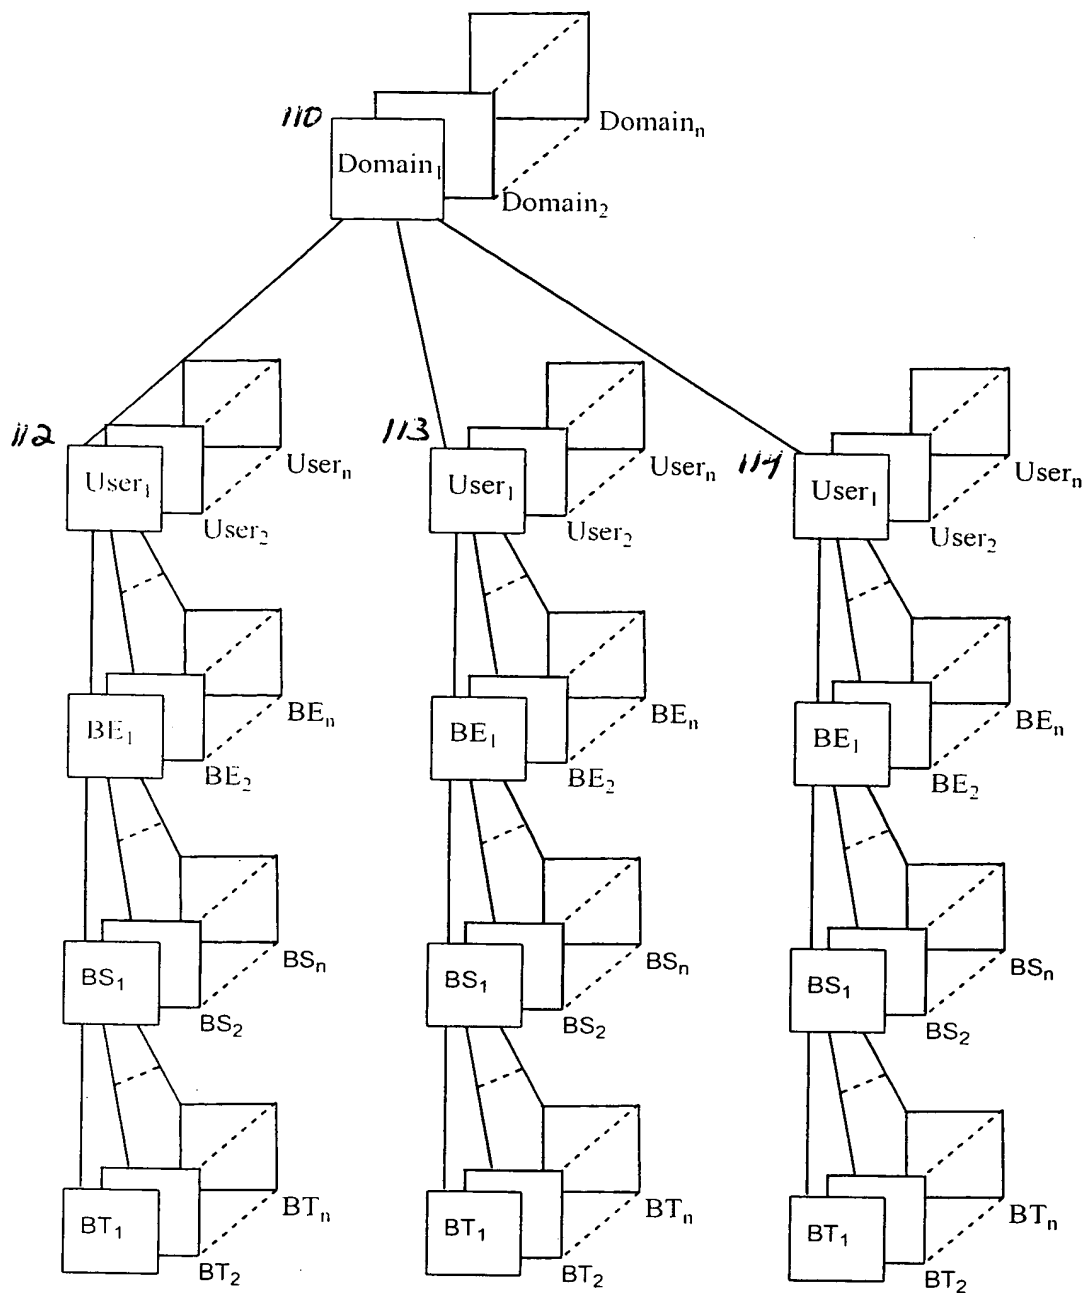 110
Domainₙ
Domain₁
Domain₂
112
113
114
User₁
Userₙ
User₂
User₁
Userₙ
User₂
User₁
Userₙ
User₂
BE₁
BEₙ
BE₂
BE₁
BEₙ
BE₂
BE₁
BEₙ
BE₂
BS₁
BSₙ
BS₂
BS₁
BSₙ
BS₂
BS₁
BSₙ
BS₂
BT₁
BTₙ
BT₂
BT₁
BTₙ
BT₂
BT₁
BTₙ
BT₂